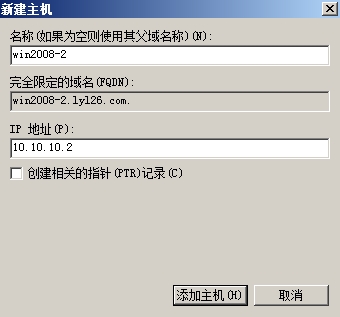 新建主机
名称(如果为空则使用其父域名称)(N):
win2008-2
完全限定的域名(FQDN):
win2008-2.lyl26.com.
IP 地址(P):
10.10.10.2
创建相关的指针(PTR)记录(C)
添加主机(H)
取消